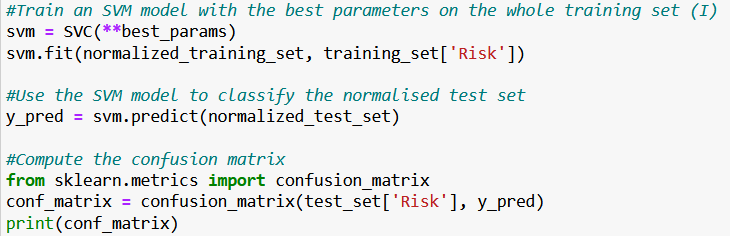 #Train an SVM model with the best parameters on the whole training set (I)
svm = SVC(**best_params)
svm.fit(normalized_training_set, training_set['Risk'])
#Use the SVM model to classify the normalised test set
y_pred = svm.predict(normalized_test_set)
#Compute the confusion matrix
from sklearn.metrics import confusion_matrix
conf_matrix = confusion_matrix(test_set['Risk'], y_pred)
print(conf_matrix)